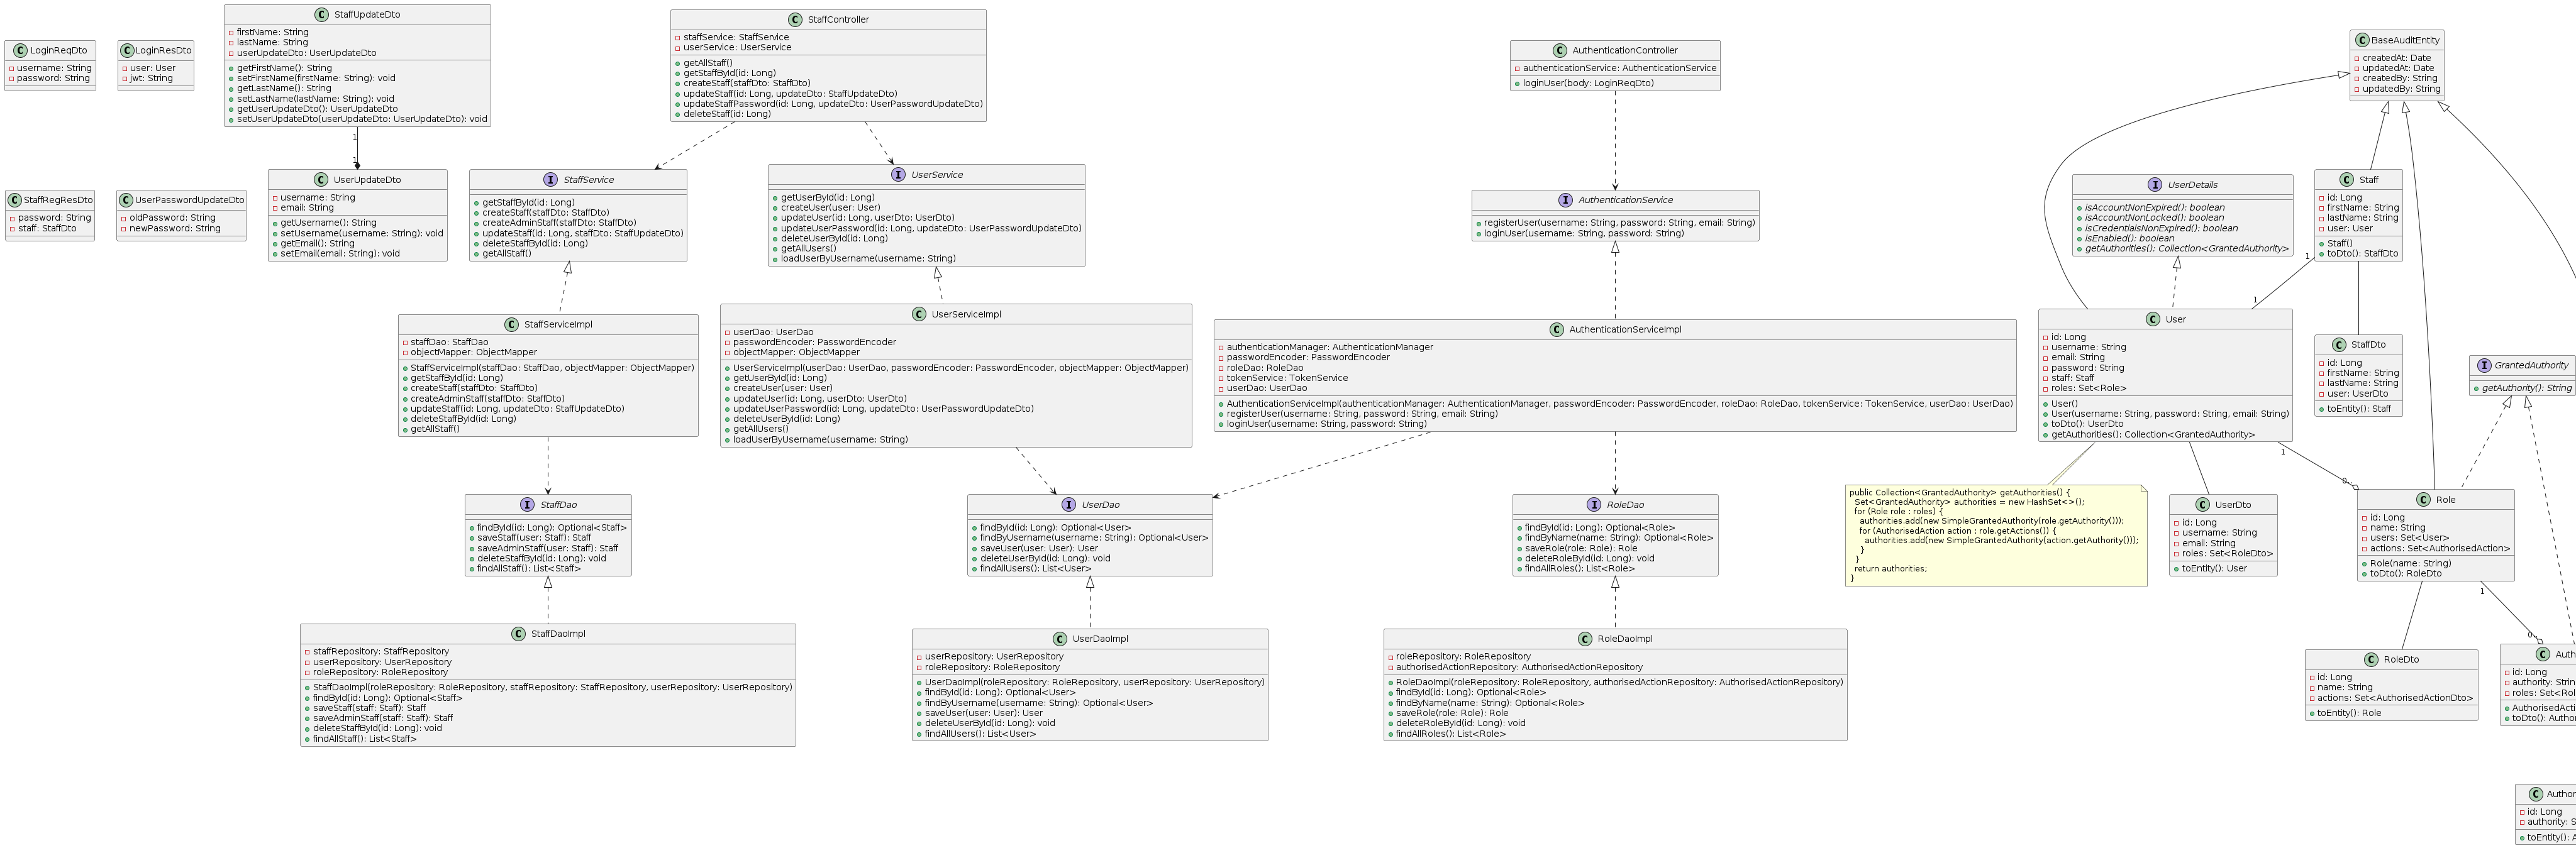 LoginReqDto
username: String
password: String
LoginResDto
user: User
jwt: String
StaffUpdateDto
firstName: String
lastName: String
userUpdateDto: UserUpdateDto
getFirstName(): String
setFirstName(firstName: String): void
getLastName(): String
setLastName(lastName: String): void
getUserUpdateDto(): UserUpdateDto
setUserUpdateDto(userUpdateDto: UserUpdateDto): void
StaffController
staffService: StaffService
userService: UserService
getAllStaff()
getStaffById(id: Long)
createStaff(staffDto: StaffDto)
updateStaff(id: Long, updateDto: StaffUpdateDto)
updateStaffPassword(id: Long, updateDto: UserPasswordUpdateDto)
deleteStaff(id: Long)
AuthenticationController
authenticationService: AuthenticationService
loginUser(body: LoginReqDto)
BaseAuditEntity
createdAt: Date
updatedAt: Date
createdBy: String
updatedBy: String
1
1
StaffRegResDto
password: String
staff: StaffDto
UserPasswordUpdateDto
oldPassword: String
newPassword: String
UserUpdateDto
username: String
email: String
getUsername(): String
setUsername(username: String): void
getEmail(): String
setEmail(email: String): void
StaffService
getStaffById(id: Long)
createStaff(staffDto: StaffDto)
createAdminStaff(staffDto: StaffDto)
updateStaff(id: Long, staffDto: StaffUpdateDto)
deleteStaffById(id: Long)
getAllStaff()
UserService
getUserById(id: Long)
createUser(user: User)
updateUser(id: Long, userDto: UserDto)
updateUserPassword(id: Long, updateDto: UserPasswordUpdateDto)
deleteUserById(id: Long)
getAllUsers()
loadUserByUsername(username: String)
AuthenticationService
registerUser(username: String, password: String, email: String)
loginUser(username: String, password: String)
UserDetails
isAccountNonExpired(): boolean
isAccountNonLocked(): boolean
isCredentialsNonExpired(): boolean
isEnabled(): boolean
getAuthorities(): Collection<GrantedAuthority>
Staff
id: Long
firstName: String
lastName: String
user: User
Staff()
toDto(): StaffDto
1
1
StaffServiceImpl
staffDao: StaffDao
objectMapper: ObjectMapper
StaffServiceImpl(staffDao: StaffDao, objectMapper: ObjectMapper)
getStaffById(id: Long)
createStaff(staffDto: StaffDto)
createAdminStaff(staffDto: StaffDto)
updateStaff(id: Long, updateDto: StaffUpdateDto)
deleteStaffById(id: Long)
getAllStaff()
UserServiceImpl
userDao: UserDao
passwordEncoder: PasswordEncoder
objectMapper: ObjectMapper
UserServiceImpl(userDao: UserDao, passwordEncoder: PasswordEncoder, objectMapper: ObjectMapper)
getUserById(id: Long)
createUser(user: User)
updateUser(id: Long, userDto: UserDto)
updateUserPassword(id: Long, updateDto: UserPasswordUpdateDto)
deleteUserById(id: Long)
getAllUsers()
loadUserByUsername(username: String)
AuthenticationServiceImpl
authenticationManager: AuthenticationManager
passwordEncoder: PasswordEncoder
roleDao: RoleDao
tokenService: TokenService
userDao: UserDao
AuthenticationServiceImpl(authenticationManager: AuthenticationManager, passwordEncoder: PasswordEncoder, roleDao: RoleDao, tokenService: TokenService, userDao: UserDao)
registerUser(username: String, password: String, email: String)
loginUser(username: String, password: String)
User
id: Long
username: String
email: String
password: String
staff: Staff
roles: Set<Role>
User()
User(username: String, password: String, email: String)
toDto(): UserDto
getAuthorities(): Collection<GrantedAuthority>
StaffDto
id: Long
firstName: String
lastName: String
user: UserDto
toEntity(): Staff
GrantedAuthority
getAuthority(): String
1
0..
StaffDao
findById(id: Long): Optional<Staff>
saveStaff(user: Staff): Staff
saveAdminStaff(user: Staff): Staff
deleteStaffById(id: Long): void
findAllStaff(): List<Staff>
UserDao
findById(id: Long): Optional<User>
findByUsername(username: String): Optional<User>
saveUser(user: User): User
deleteUserById(id: Long): void
findAllUsers(): List<User>
RoleDao
findById(id: Long): Optional<Role>
findByName(name: String): Optional<Role>
saveRole(role: Role): Role
deleteRoleById(id: Long): void
findAllRoles(): List<Role>
public Collection<GrantedAuthority> getAuthorities() {
Set<GrantedAuthority> authorities = new HashSet<>();
for (Role role : roles) {
authorities.add(new SimpleGrantedAuthority(role.getAuthority()));
for (AuthorisedAction action : role.getActions()) {
authorities.add(new SimpleGrantedAuthority(action.getAuthority()));
}
}
return authorities;
}
UserDto
id: Long
username: String
email: String
roles: Set<RoleDto>
toEntity(): User
Role
id: Long
name: String
users: Set<User>
actions: Set<AuthorisedAction>
Role(name: String)
toDto(): RoleDto
1
0..
StaffDaoImpl
staffRepository: StaffRepository
userRepository: UserRepository
roleRepository: RoleRepository
StaffDaoImpl(roleRepository: RoleRepository, staffRepository: StaffRepository, userRepository: UserRepository)
findById(id: Long): Optional<Staff>
saveStaff(staff: Staff): Staff
saveAdminStaff(staff: Staff): Staff
deleteStaffById(id: Long): void
findAllStaff(): List<Staff>
UserDaoImpl
userRepository: UserRepository
roleRepository: RoleRepository
UserDaoImpl(roleRepository: RoleRepository, userRepository: UserRepository)
findById(id: Long): Optional<User>
findByUsername(username: String): Optional<User>
saveUser(user: User): User
deleteUserById(id: Long): void
findAllUsers(): List<User>
RoleDaoImpl
roleRepository: RoleRepository
authorisedActionRepository: AuthorisedActionRepository
RoleDaoImpl(roleRepository: RoleRepository, authorisedActionRepository: AuthorisedActionRepository)
findById(id: Long): Optional<Role>
findByName(name: String): Optional<Role>
saveRole(role: Role): Role
deleteRoleById(id: Long): void
findAllRoles(): List<Role>
RoleDto
id: Long
name: String
actions: Set<AuthorisedActionDto>
toEntity(): Role
id: Long
authority:
roles:
toDto():
id: Long
authority:
toEntity():